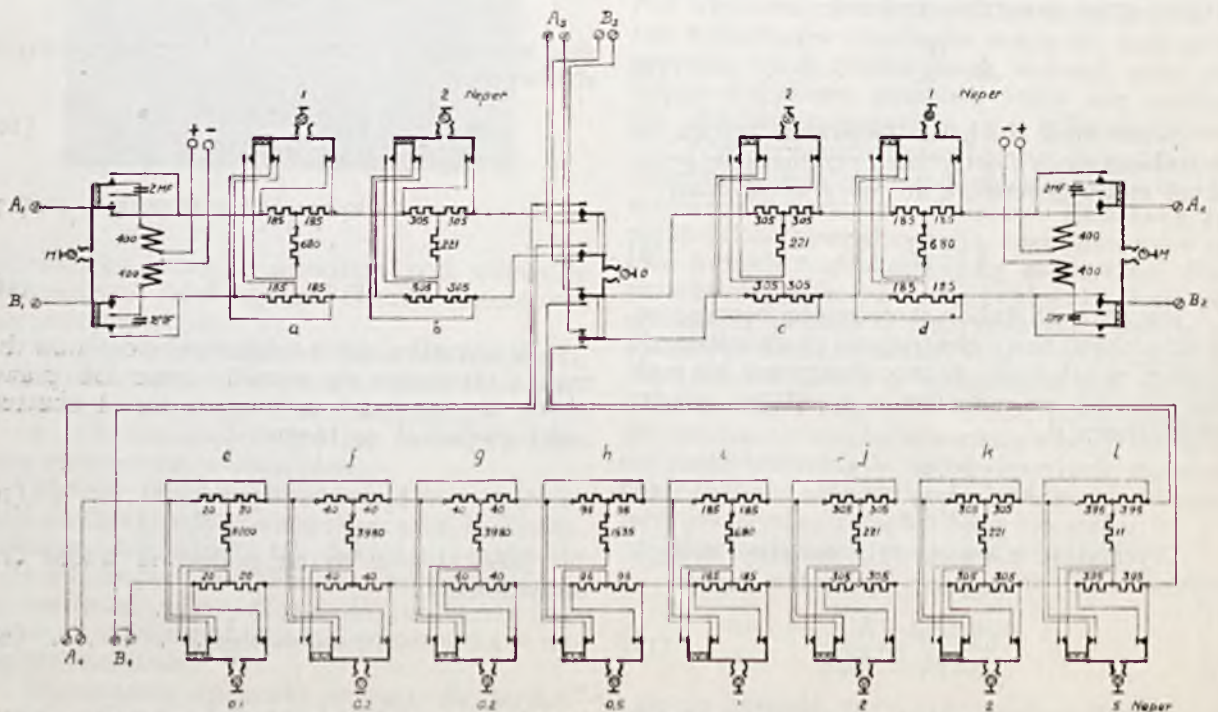 A₃ B₃
1 2 Neper 2 1 Neper
+ - - +
2MF 2MF
A₁ 185 185 305 305 305 305 185 185 A₂
400 680 221 221 680 400
M AD M
400 400
B₁ 185 185 305 305 305 305 185 185 B₂
2MF 2MF
a b c d
e f g h i j k l
20 20 40 40 40 40 96 96 185 185 305 305 305 305 395 395
3980 3980 1535 680 221 221 11
20 20 40 40 60 40 96 96 185 185 305 305 305 305 395 395
A₄ B₄
0.1 0.2 0.2 0.5 1 2 2 5 Neper